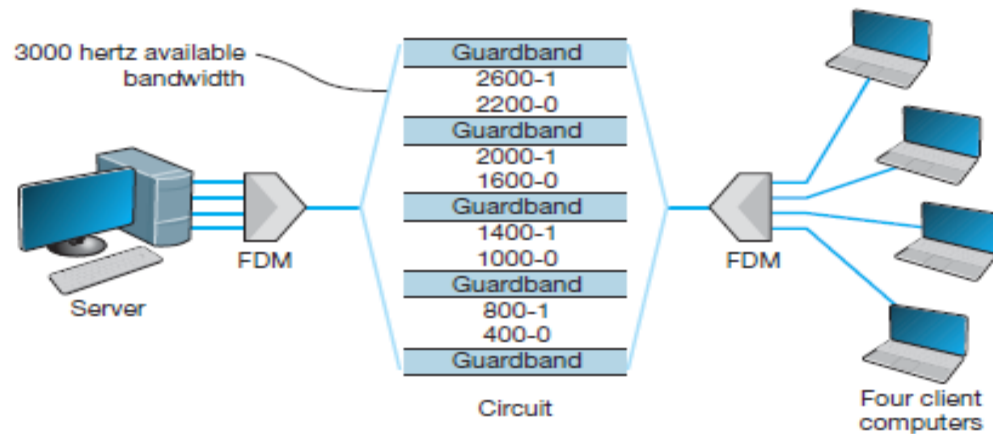 3000 hertz available
bandwidth
Guardband
2600-1
2200-0
Guardband
2000-1
1600-0
Guardband
1400-1
1000-0
Guardband
800-1
400-0
Guardband
Circuit
Server
FDM
FDM
Four client
computers